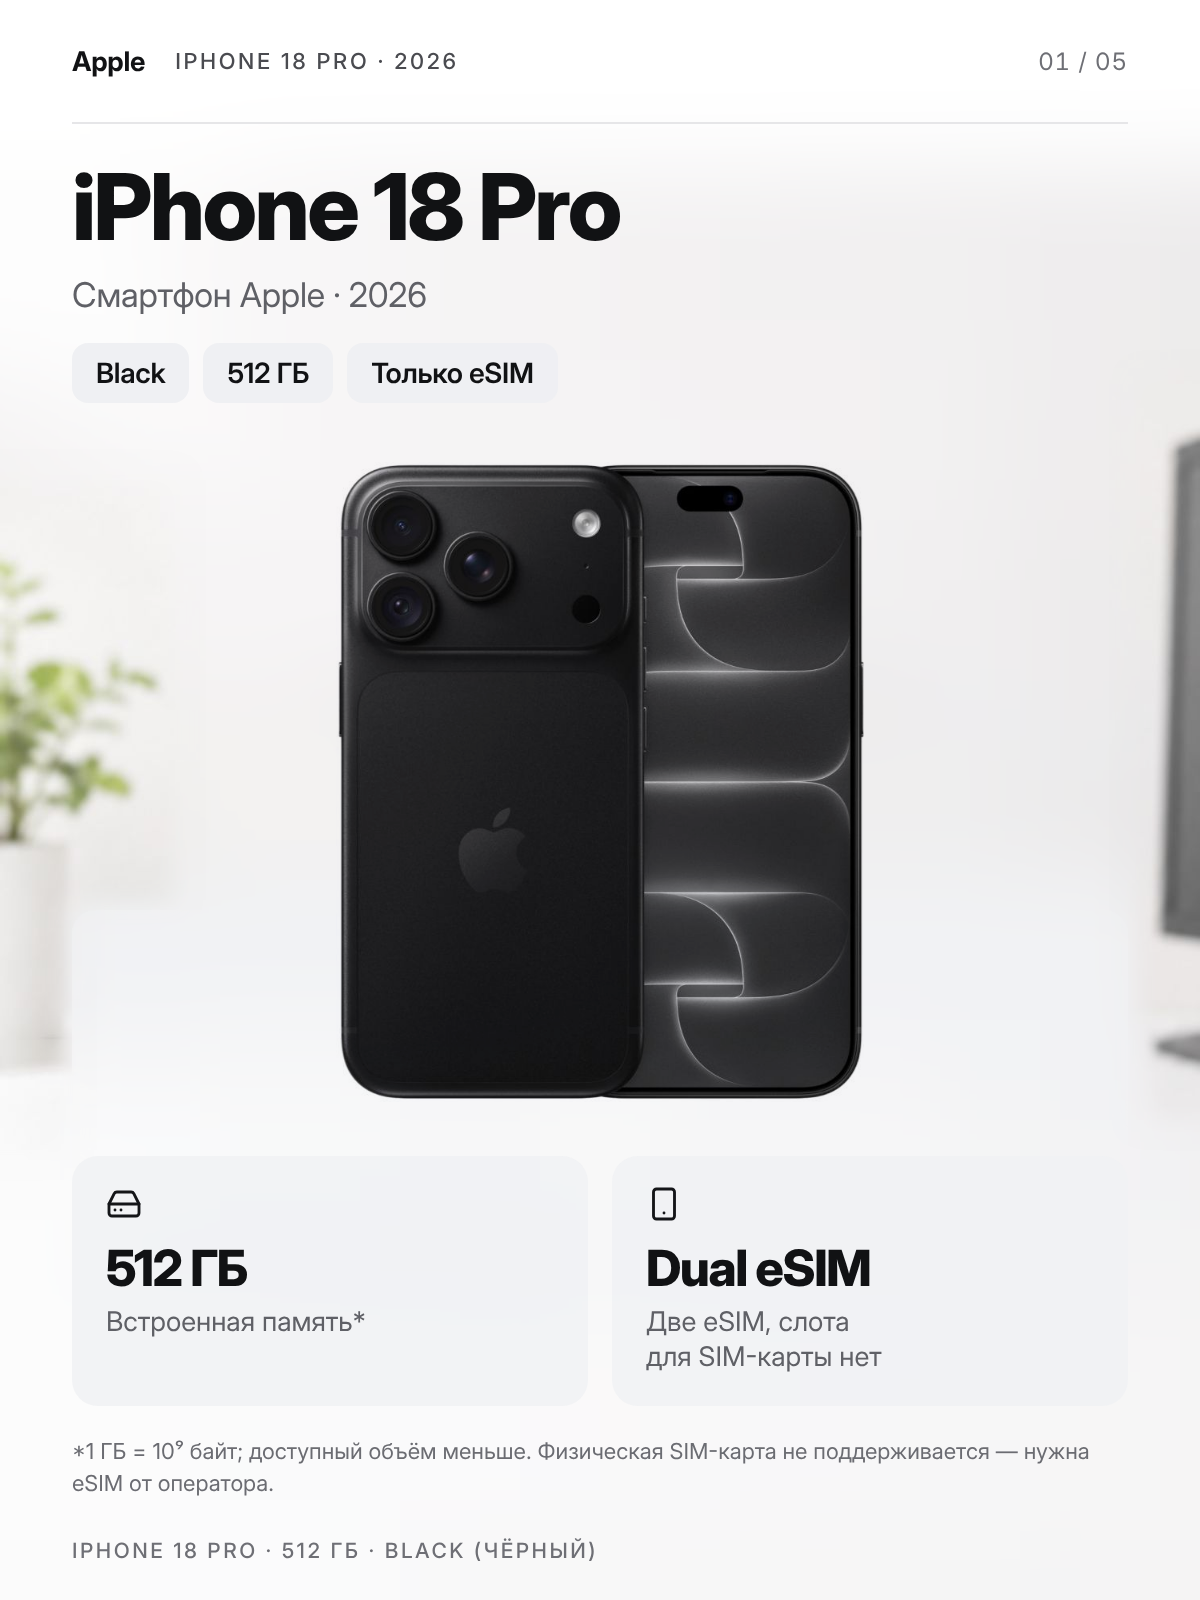 Apple IPHONE 18 PRO · 2026 01 / 05
iPhone 18 Pro
Смартфон Apple · 2026
Black 512 ГБ Только eSIM
512 ГБ
Встроенная память*
Dual eSIM
Две eSIM, слота
для SIM-карты нет
*1 ГБ = 10⁹ байт; доступный объём меньше. Физическая SIM-карта не поддерживается — нужна
eSIM от оператора.
IPHONE 18 PRO · 512 ГБ · BLACK (ЧЁРНЫЙ)